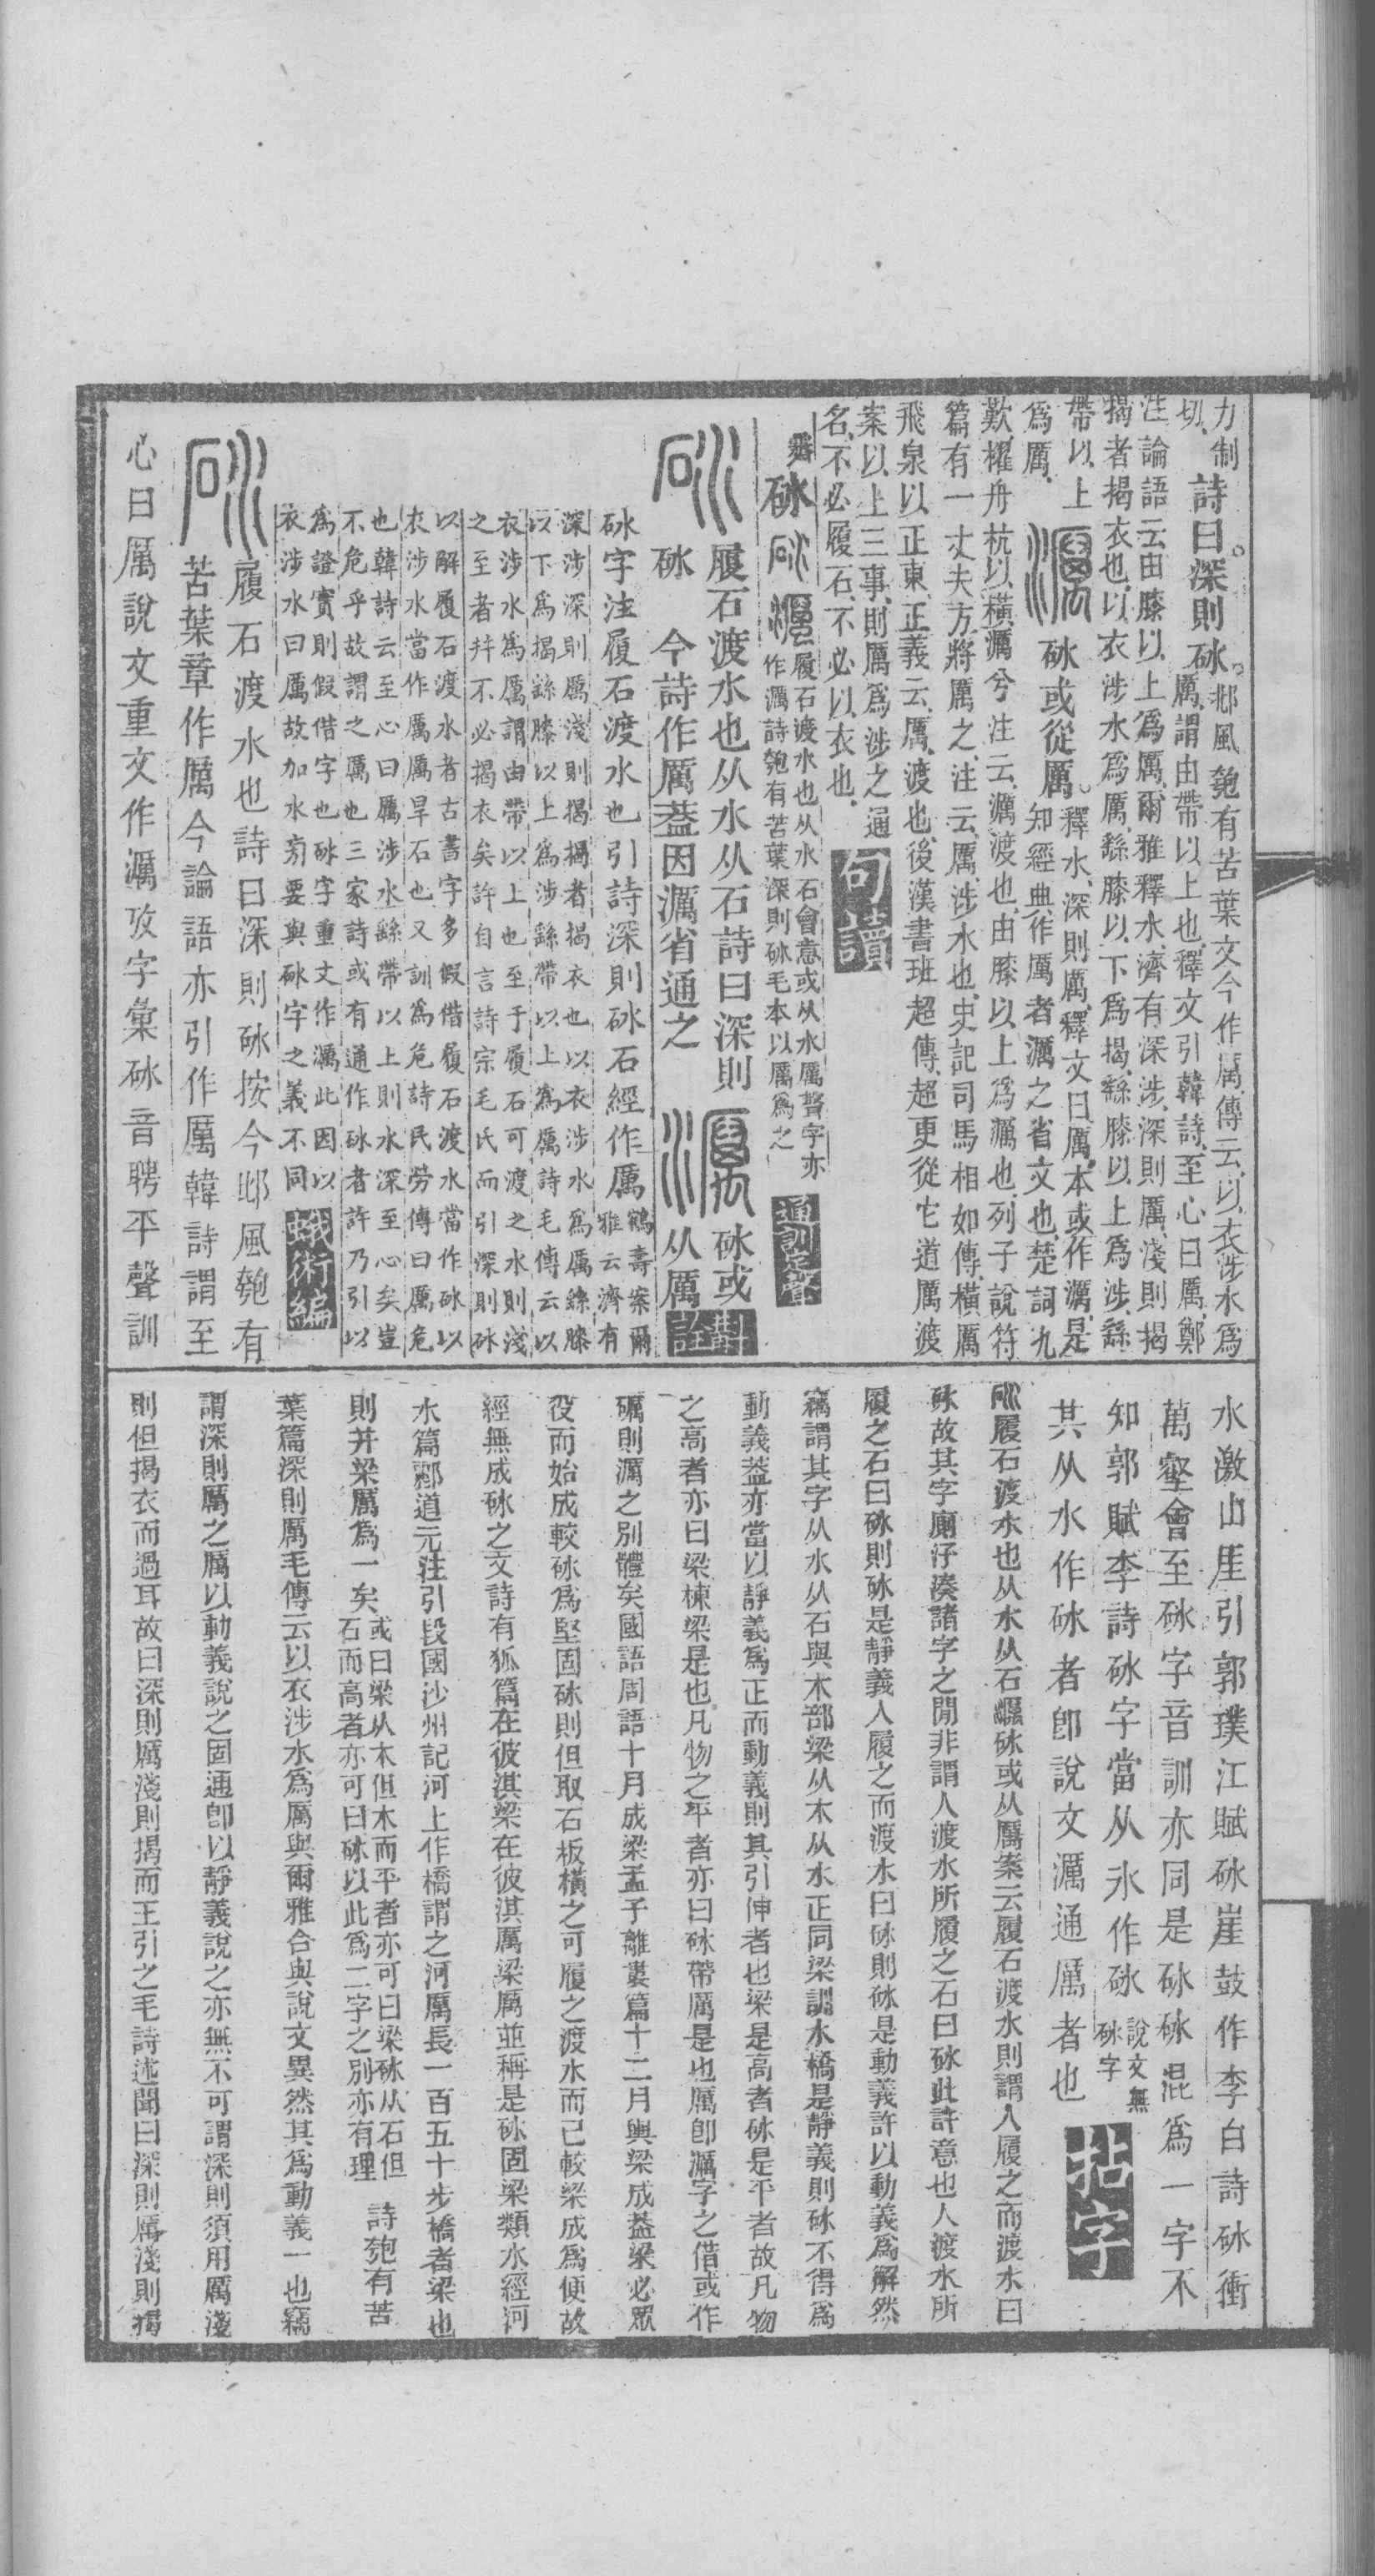 力制
切、
詩曰。深則砅。
邶風匏有苦葉文今作厲、傳云、以衣涉水爲
厲、謂由帶以上也、釋文引韓詩、至心曰厲、鄭
注論語云由膝以上爲厲、爾雅釋水、濟有深涉、深則厲、淺則揭
揭者揭衣也、以衣涉水爲厲、繇膝以下爲揭、繇膝以上爲涉、繇
帶以上
爲厲、
濿
砅或從厲。
釋水、深則厲、釋文曰厲、本或作濿、是
知經典作厲者濿之省文也、楚詞九
歎、櫂舟杭以橫濿兮注云、濿渡也、由膝以上爲濿也、列子說符
篇有一丈夫方、將厲之、注云、厲、涉水也、史記司馬相如傳、橫厲
飛泉以正東、正義云、厲、渡也、後漢書班超傳、超更從它道厲渡
案以上三事、則厲爲涉之通
名、不必履石、不必以衣也.
句讀
砅
砅
濿
履石渡水也从水石會意或从水厲聲字亦
作濿詩匏有苦葉深則砅毛本以厲爲之
通訓定聲
砅
履石渡水也从水从石詩曰深則
砅 今詩作厲葢因濿省通之
濿
砅或
从厲
斠詮
砅字注履石渡水也引詩深則砅石經作厲
鶴壽案爾
雅云濟有
深涉深則厲淺則揭揭者揭衣也以衣涉水爲厲繇膝
以下爲揭繇膝以上爲涉繇帶以上爲厲詩毛傳云以
衣涉水爲厲謂由帶以上也至于履石可渡之水則淺
之至者幷不必揭衣矣許自言詩宗毛氏而引深則砅
以解履石渡水者古書字多假借履石渡水當作砅以
衣涉水當作厲厲旱石也又訓爲危詩民勞傳曰厲危
也韓詩云至心曰厲涉水繇帶以上則水深至心矣豈
不危乎故謂之厲也三家詩或有通作砅者許乃引以
爲證實則假借字也砅字重文作濿此因以
衣涉水曰厲故加水旁要與砅字之義不同
蛾術編
砅
履石渡水也詩曰深則砅按今邶風匏有
苦葉章作厲今論語亦引作厲韓詩謂至
心曰厲說文重文作濿攷字彙砅音聘平聲訓
水激山厓引郭璞江賦砅崖鼓作李白詩砅衝
萬壑會至砅字音訓亦同是砅砅混爲一字不
知郭賦李詩砅字當从氷作砅
說文無
砅字
其从水作砅者卽說文濿通厲者也
拈字
砅履石渡水也从水从石濿砅或从厲案云履石渡水則謂人履之而渡水曰
砅故其字廁汓湊諸字之閒非謂人渡水所履之石曰砅此許意也人渡水所
履之石曰砅則砅是靜義人履之而渡水曰砅則砅是動義許以動義爲解然
竊謂其字从水从石與木部梁从木从水正同梁訓水橋是靜義則砅不得爲
動義葢亦當以靜義爲正而動義則其引伸者也梁是高者砅是平者故凡物
之高者亦曰梁棟梁是也凡物之平者亦曰砅帶厲是也厲卽濿字之借或作
礪則濿之別體矣國語周語十月成梁孟子離婁篇十二月輿梁成葢梁必眾
役而始成較砅爲堅固砅則但取石板橫之可履之渡水而已較梁成爲便故
經無成砅之文詩有狐篇在彼淇梁在彼淇厲梁厲並稱是砅固梁類水經河
水篇酈道元注引段國沙州記河上作橋謂之河厲長一百五十步橋者梁也
則并梁厲爲一矣
或曰梁从木但木而平者亦可曰梁砅从石但
石而高者亦可曰砅以此爲二字之別亦有理
詩匏有苦
葉篇深則厲毛傳云以衣涉水爲厲與爾雅合與說文異然其爲動義一也竊
謂深則厲之厲以動義說之固通卽以靜義說之亦無不可謂深則須用厲淺
則但揭衣而過耳故曰深則厲淺則揭而王引之毛詩述聞曰深則厲淺則揭